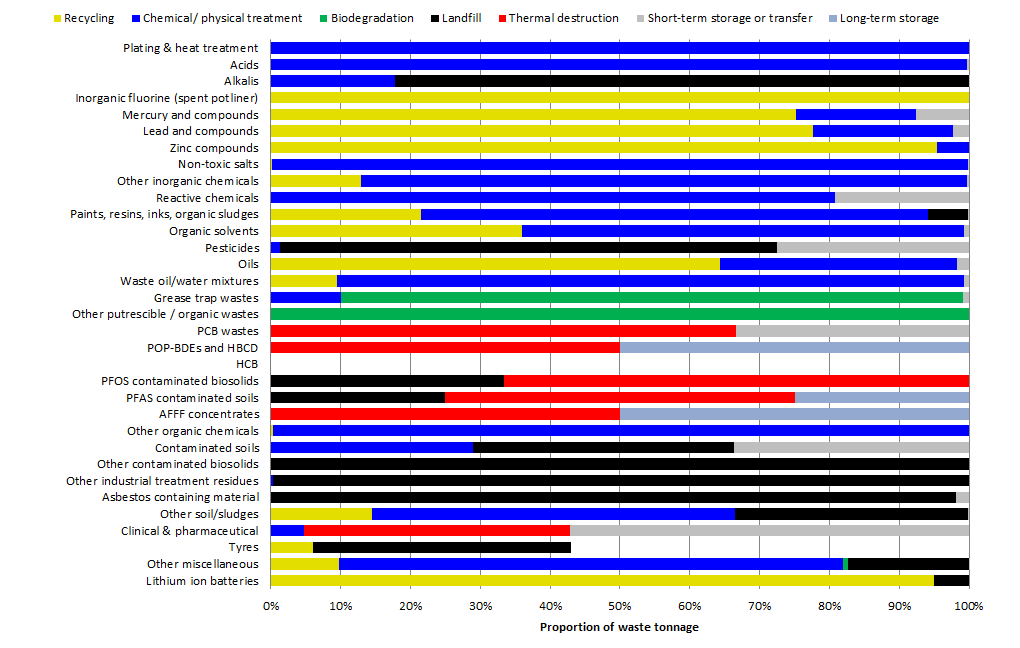 Recycling Chemical/ physical treatment Biodegradation Landfill Thermal destruction Short-term storage or transfer Long-term storage
Plating & heat treatment
Acids
Alkalis
Inorganic fluorine (spent potliner)
Mercury and compounds
Lead and compounds
Zinc compounds
Non-toxic salts
Other inorganic chemicals
Reactive chemicals
Paints, resins, inks, organic sludges
Organic solvents
Pesticides
Oils
Waste oil/water mixtures
Grease trap wastes
Other putrescible / organic wastes
PCB wastes
POP-BDEs and HBCD
HCB
PFOS contaminated biosolids
PFAS contaminated soils
AFFF concentrates
Other organic chemicals
Contaminated soils
Other contaminated biosolids
Other industrial treatment residues
Asbestos containing material
Other soil/sludges
Clinical & pharmaceutical
Tyres
Other miscellaneous
Lithium ion batteries
0% 10% 20% 30% 40% 50% 60% 70% 80% 90% 100%
Proportion of waste tonnage